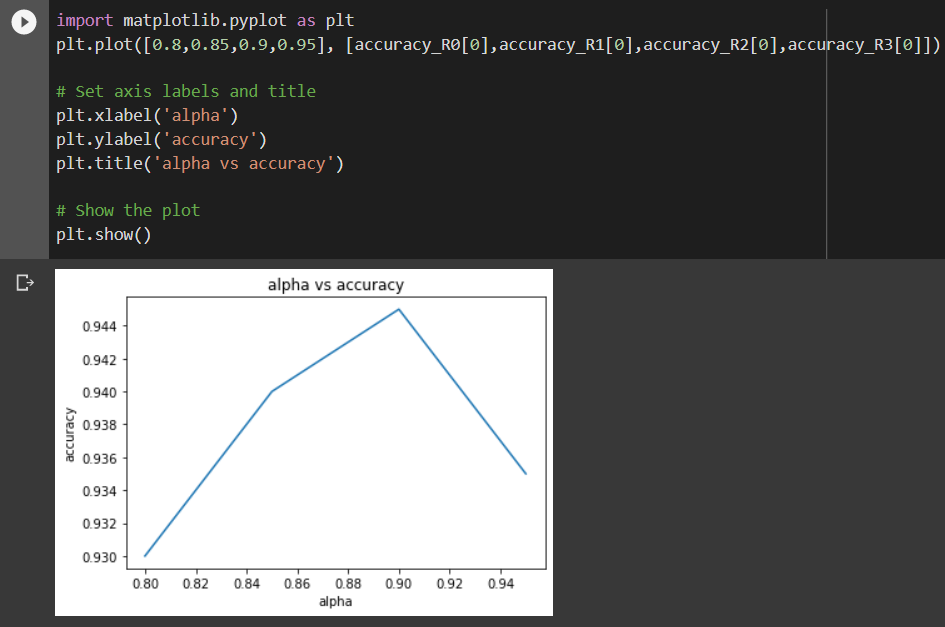 import matplotlib.pyplot as plt
plt.plot([0.8,0.85,0.9,0.95], [accuracy_R0[0],accuracy_R1[0],accuracy_R2[0],accuracy_R3[0]])
# Set axis labels and title
plt.xlabel('alpha')
plt.ylabel('accuracy')
plt.title('alpha vs accuracy')
# Show the plot
plt.show()
alpha vs accuracy
0.944
0.942
0.940
0.938
0.936
0.934
0.932
0.930
accuracy
0.80 0.82 0.84 0.86 0.88 0.90 0.92 0.94
alpha